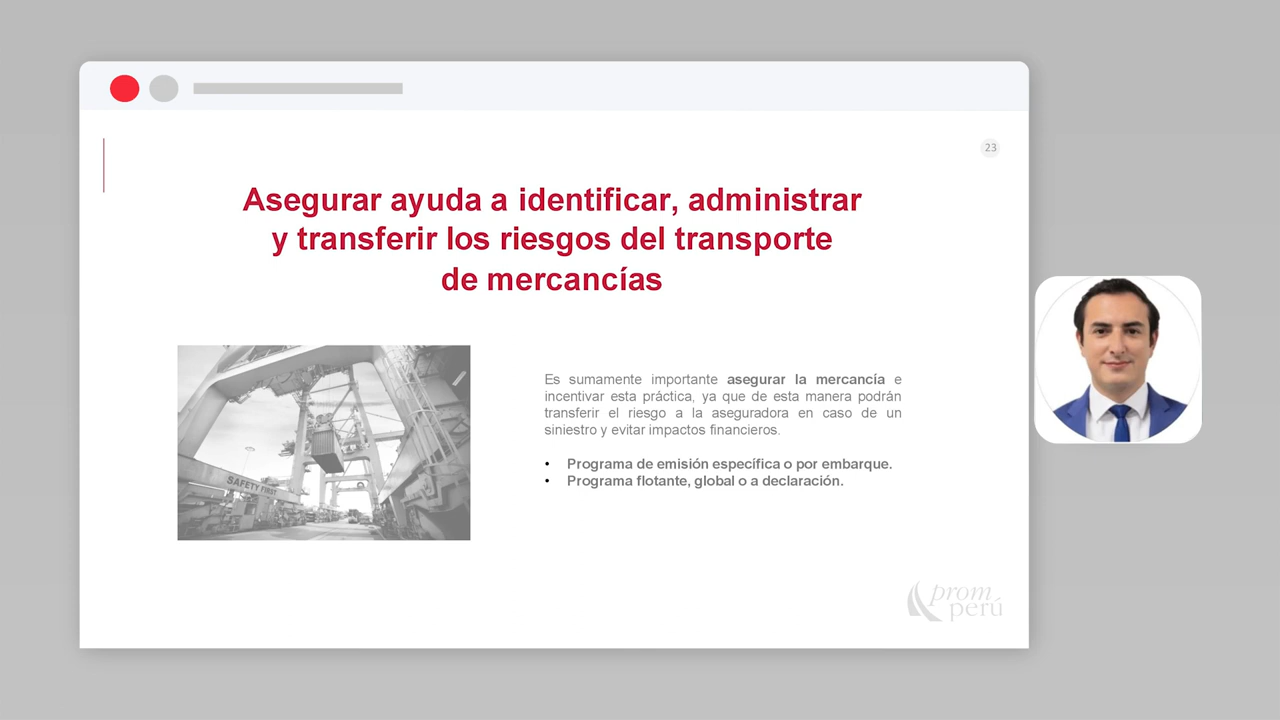 23
Asegurar ayuda a identificar, administrar
y transferir los riesgos del transporte
de mercancías
SAFETY FIRST
Es sumamente importante asegurar la mercancía e
incentivar esta práctica, ya que de esta manera podrán
transferir el riesgo a la aseguradora en caso de un
siniestro y evitar impactos financieros.
• Programa de emisión específica o por embarque.
• Programa flotante, global o a declaración.
prom
perú